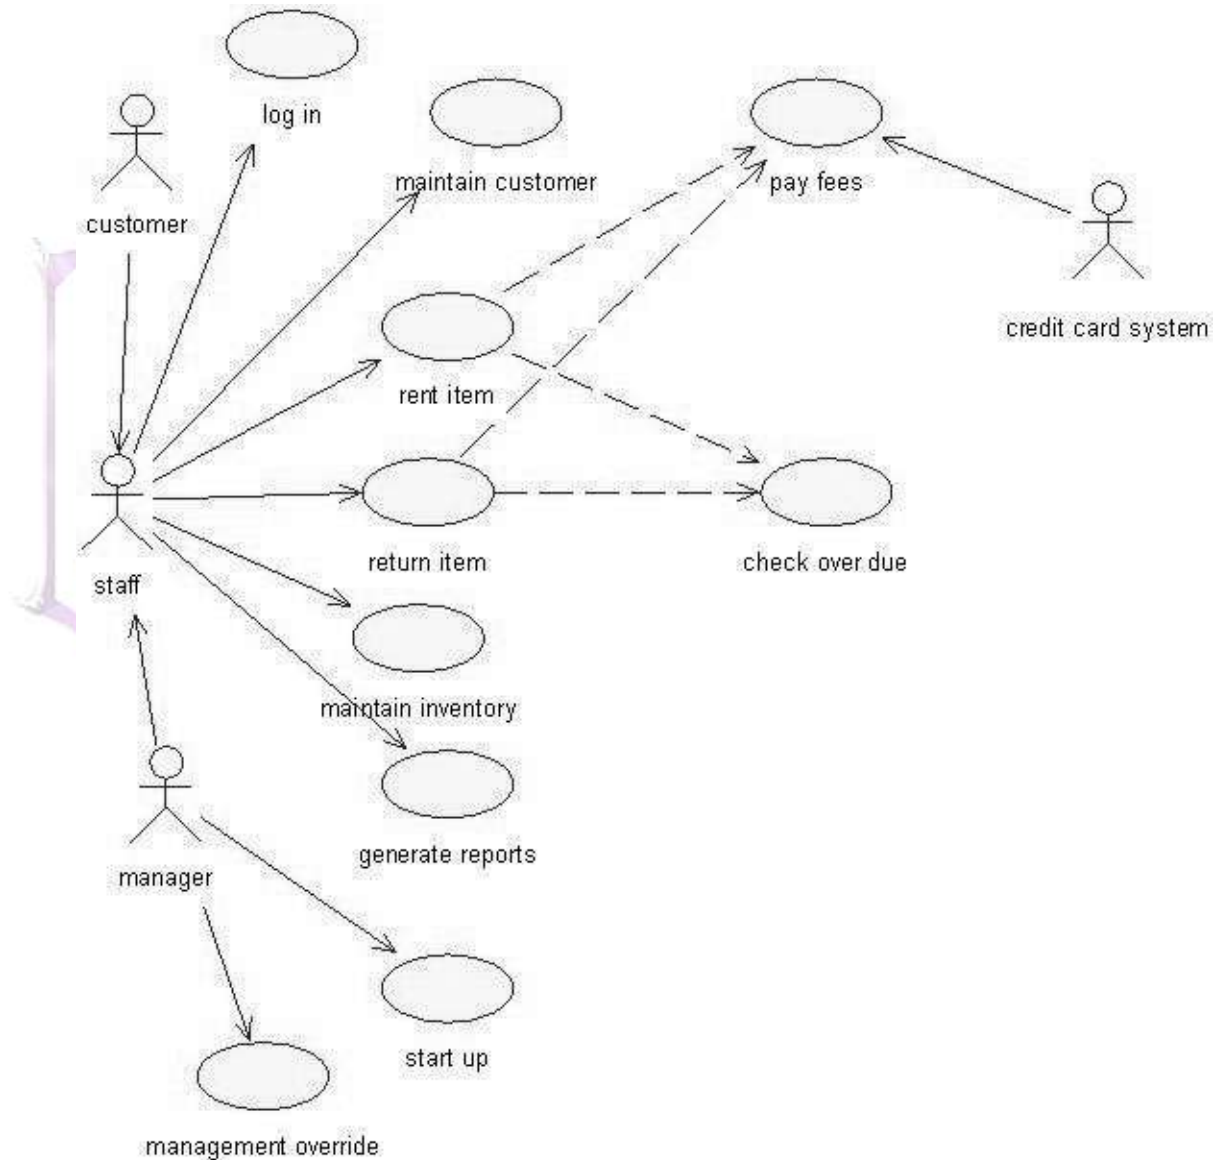 log in
maintain customer
pay fees
customer
credit card system
rent item
return item
check over due
staff
maintain inventory
generate reports
manager
start up
management override